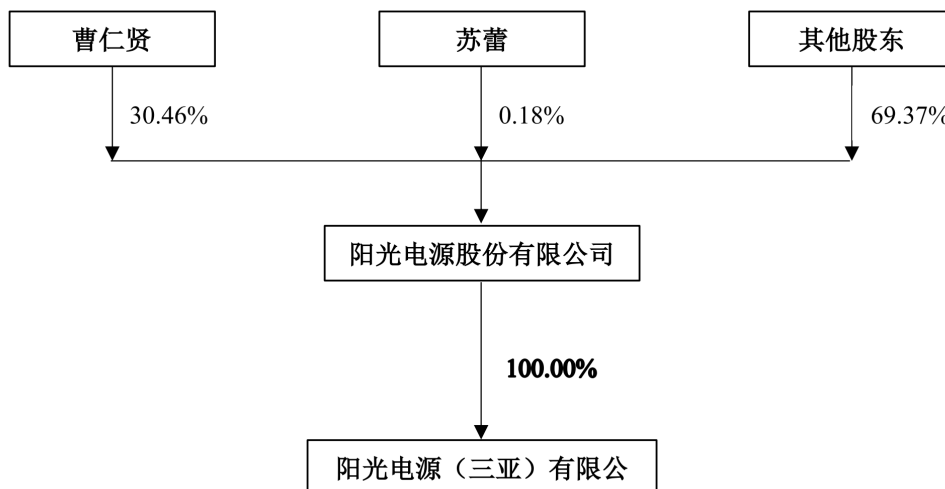 曹仁贤
苏蕾
其他股东
30.46%
0.18%
69.37%
阳光电源股份有限公司
100.00%
阳光电源（三亚）有限公